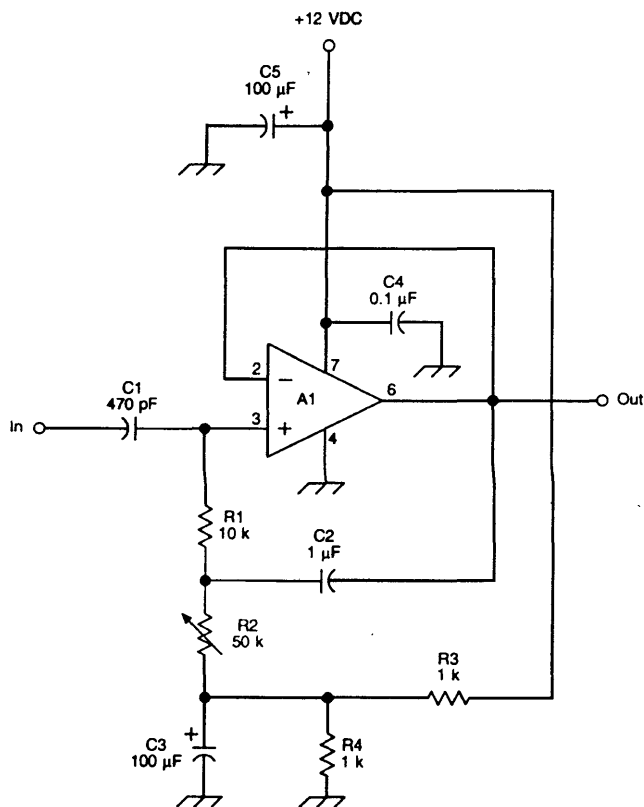 +12 VDC
C5
100 µF
+
C4
0.1 µF
2
7
−
A1
6
C1
470 pF
In
3
+
4
Out
R1
10 k
C2
1 µF
R2
50 k
R3
1 k
+
C3
100 µF
R4
1 k